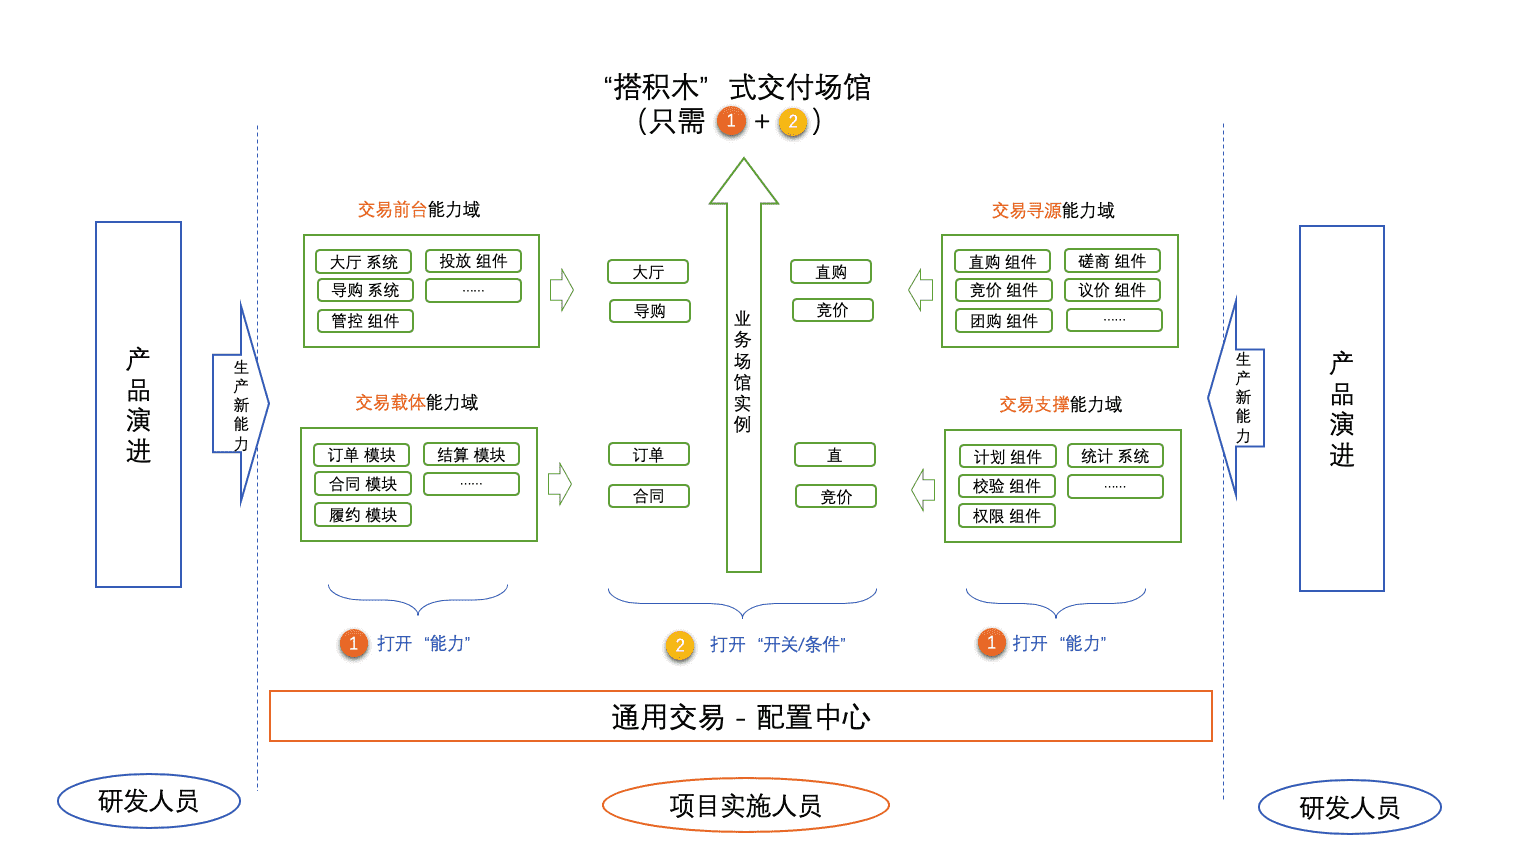 “搭积木” 式交付场馆
（只需 1 + 2 ）
交易前台能力域
大厅 系统
投放 组件
导购 系统
······
管控 组件
大厅
导购
直购
竞价
交易寻源能力域
直购 组件
磋商 组件
竞价 组件
议价 组件
团购 组件
······
产品演进
生产新能力
业务场馆实例
生产新能力
产品演进
交易载体能力域
订单 模块
结算 模块
合同 模块
······
履约 模块
订单
合同
直
竞价
交易支撑能力域
计划 组件
统计 系统
校验 组件
······
权限 组件
1 打开 “能力”
2 打开 “开关/条件”
1 打开 “能力”
通用交易 - 配置中心
研发人员
项目实施人员
研发人员